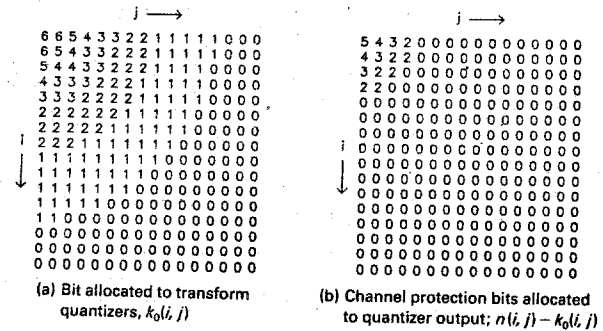 j
6 6 5 4 3 3 2 2 1 1 1 1 1 0 0 0
6 5 4 4 3 3 2 2 1 1 1 1 1 0 0 0
5 4 4 3 3 2 2 2 1 1 1 1 1 0 0 0
4 3 3 3 2 2 2 1 1 1 1 1 0 0 0 0
3 3 3 2 2 2 2 1 1 1 1 1 0 0 0 0
2 2 2 2 2 2 1 1 1 1 1 0 0 0 0 0
2 2 2 2 2 1 1 1 1 1 1 0 0 0 0 0
2 2 2 1 1 1 1 1 1 1 0 0 0 0 0 0
i
1 1 1 1 1 1 1 1 1 0 0 0 0 0 0 0
1 1 1 1 1 1 1 1 0 0 0 0 0 0 0 0
1 1 1 1 1 1 1 0 0 0 0 0 0 0 0 0
1 1 1 1 1 0 0 0 0 0 0 0 0 0 0 0
1 1 0 0 0 0 0 0 0 0 0 0 0 0 0 0
0 0 0 0 0 0 0 0 0 0 0 0 0 0 0 0
0 0 0 0 0 0 0 0 0 0 0 0 0 0 0 0
0 0 0 0 0 0 0 0 0 0 0 0 0 0 0 0
(a) Bit allocated to transform
quantizers, k₀(i, j)
j
5 4 3 2 0 0 0 0 0 0 0 0 0 0 0 0
4 3 2 2 0 0 0 0 0 0 0 0 0 0 0 0
3 2 2 0 0 0 0 0 0 0 0 0 0 0 0 0
2 2 0 0 0 0 0 0 0 0 0 0 0 0 0 0
0 0 0 0 0 0 0 0 0 0 0 0 0 0 0 0
0 0 0 0 0 0 0 0 0 0 0 0 0 0 0 0
0 0 0 0 0 0 0 0 0 0 0 0 0 0 0 0
i
0 0 0 0 0 0 0 0 0 0 0 0 0 0 0 0
0 0 0 0 0 0 0 0 0 0 0 0 0 0 0 0
0 0 0 0 0 0 0 0 0 0 0 0 0 0 0 0
0 0 0 0 0 0 0 0 0 0 0 0 0 0 0 0
0 0 0 0 0 0 0 0 0 0 0 0 0 0 0 0
0 0 0 0 0 0 0 0 0 0 0 0 0 0 0 0
0 0 0 0 0 0 0 0 0 0 0 0 0 0 0 0
0 0 0 0 0 0 0 0 0 0 0 0 0 0 0 0
0 0 0 0 0 0 0 0 0 0 0 0 0 0 0 0
(b) Channel protection bits allocated
to quantizer output; n(i, j) – k₀(i, j)